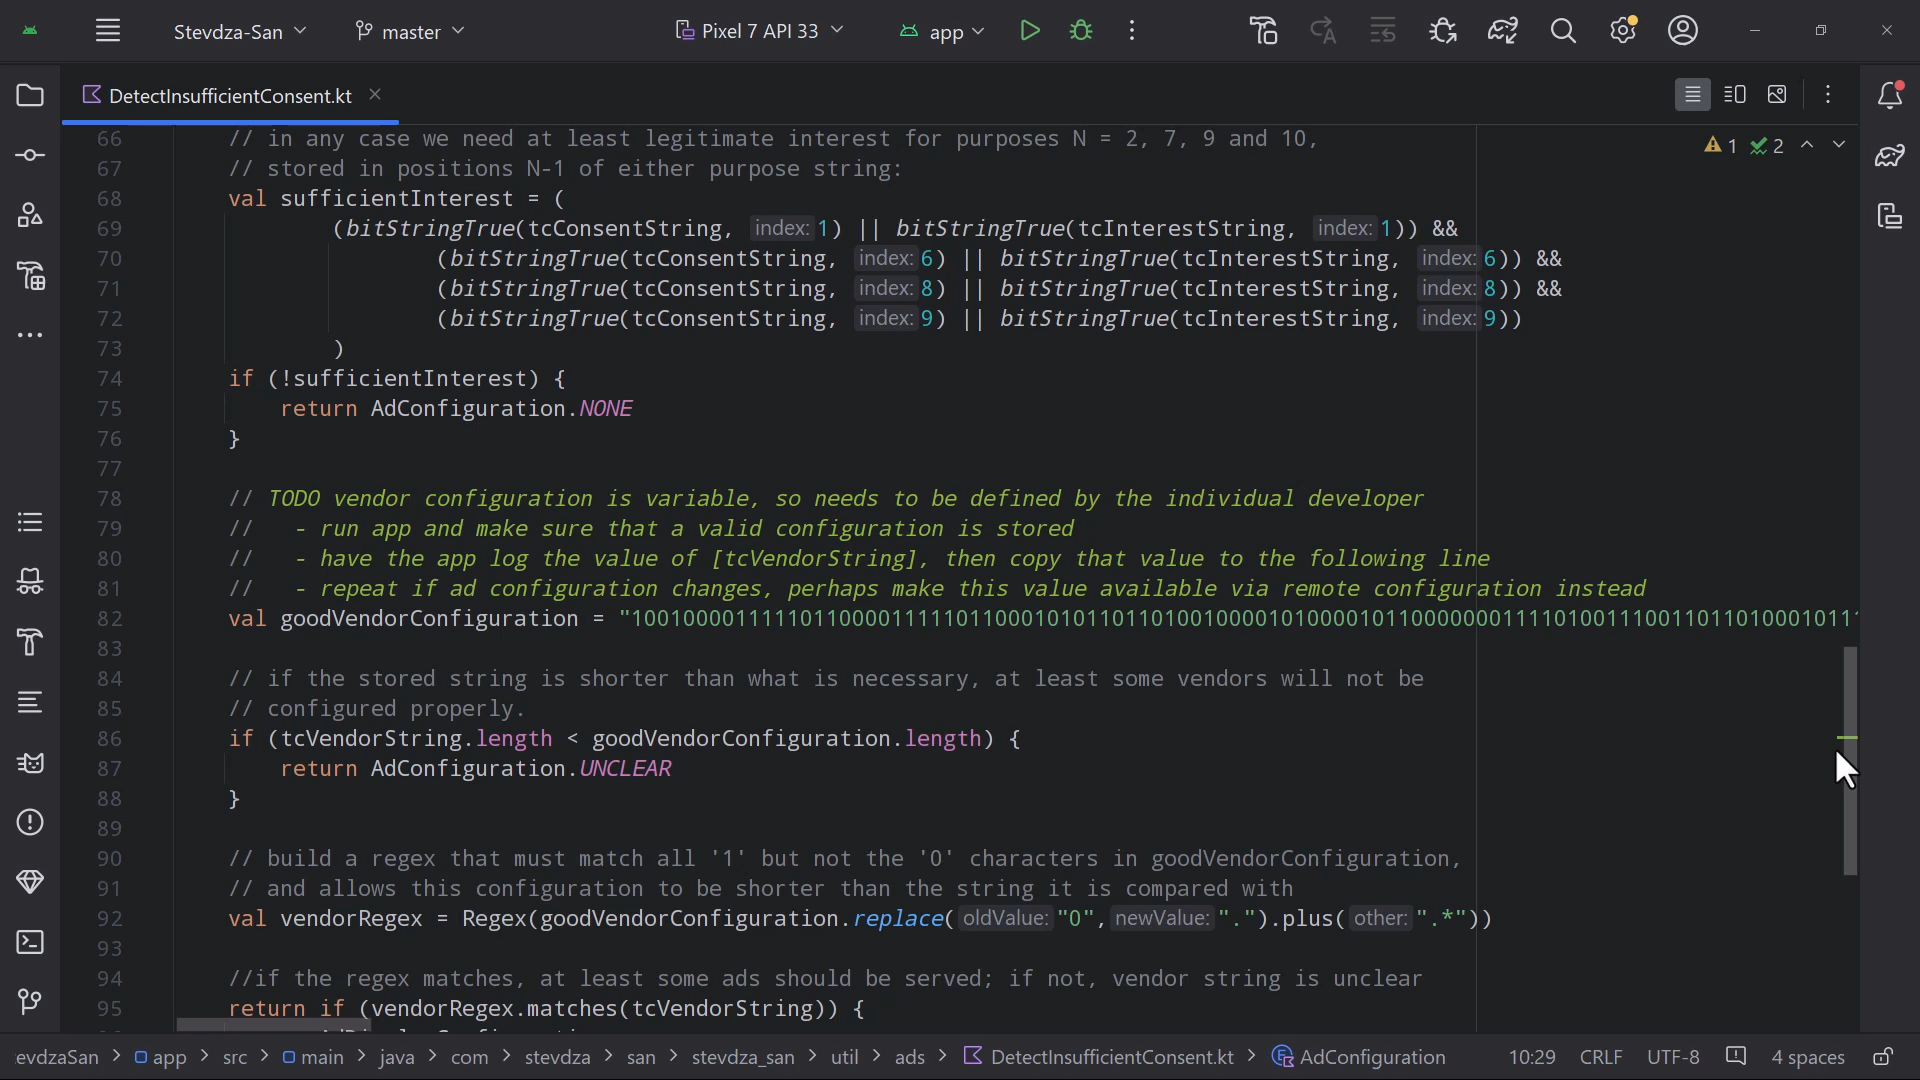 Stevdza-San
master
Pixel 7 API 33
app
DetectInsufficientConsent.kt
1 2
66 // in any case we need at least legitimate interest for purposes N = 2, 7, 9 and 10,
67 // stored in positions N-1 of either purpose string:
68 val sufficientInterest = (
69 (bitStringTrue(tcConsentString, index: 1) || bitStringTrue(tcInterestString, index: 1)) &&
70 (bitStringTrue(tcConsentString, index: 6) || bitStringTrue(tcInterestString, index: 6)) &&
71 (bitStringTrue(tcConsentString, index: 8) || bitStringTrue(tcInterestString, index: 8)) &&
72 (bitStringTrue(tcConsentString, index: 9) || bitStringTrue(tcInterestString, index: 9))
73 )
74 if (!sufficientInterest) {
75 return AdConfiguration.NONE
76 }
77
78 // TODO vendor configuration is variable, so needs to be defined by the individual developer
79 // - run app and make sure that a valid configuration is stored
80 // - have the app log the value of [tcVendorString], then copy that value to the following line
81 // - repeat if ad configuration changes, perhaps make this value available via remote configuration instead
82 val goodVendorConfiguration =
83
84 // if the stored string is shorter than what is necessary, at least some vendors will not be
85 // configured properly.
86 if (tcVendorString.length < goodVendorConfiguration.length) {
87 return AdConfiguration.UNCLEAR
88 }
89
90 // build a regex that must match all '1' but not the '0' characters in goodVendorConfiguration,
91 // and allows this configuration to be shorter than the string it is compared with
92 val vendorRegex = Regex(goodVendorConfiguration.replace( oldValue: "0", newValue: ".").plus( other: ".*"))
93
94 //if the regex matches, at least some ads should be served; if not, vendor string is unclear
95 return if (vendorRegex.matches(tcVendorString)) {
evdzaSan > app > src > main > java > com > stevdza > san > stevdza_san > util > ads > DetectInsufficientConsent.kt > AdConfiguration 10:29 CRLF UTF-8 4 spaces